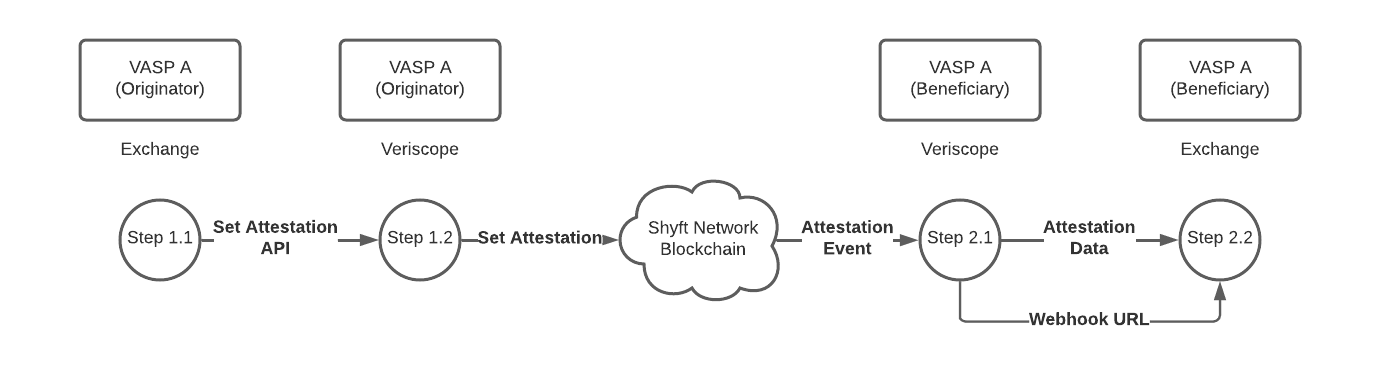 VASP A
(Originator)
VASP A
(Originator)
VASP A
(Beneficiary)
VASP A
(Beneficiary)
Exchange
Veriscope
Veriscope
Exchange
Step 1.1
Set Attestation
API
Step 1.2
Set Attestation
Shyft Network
Blockchain
Attestation
Event
Step 2.1
Attestation
Data
Step 2.2
Webhook URL